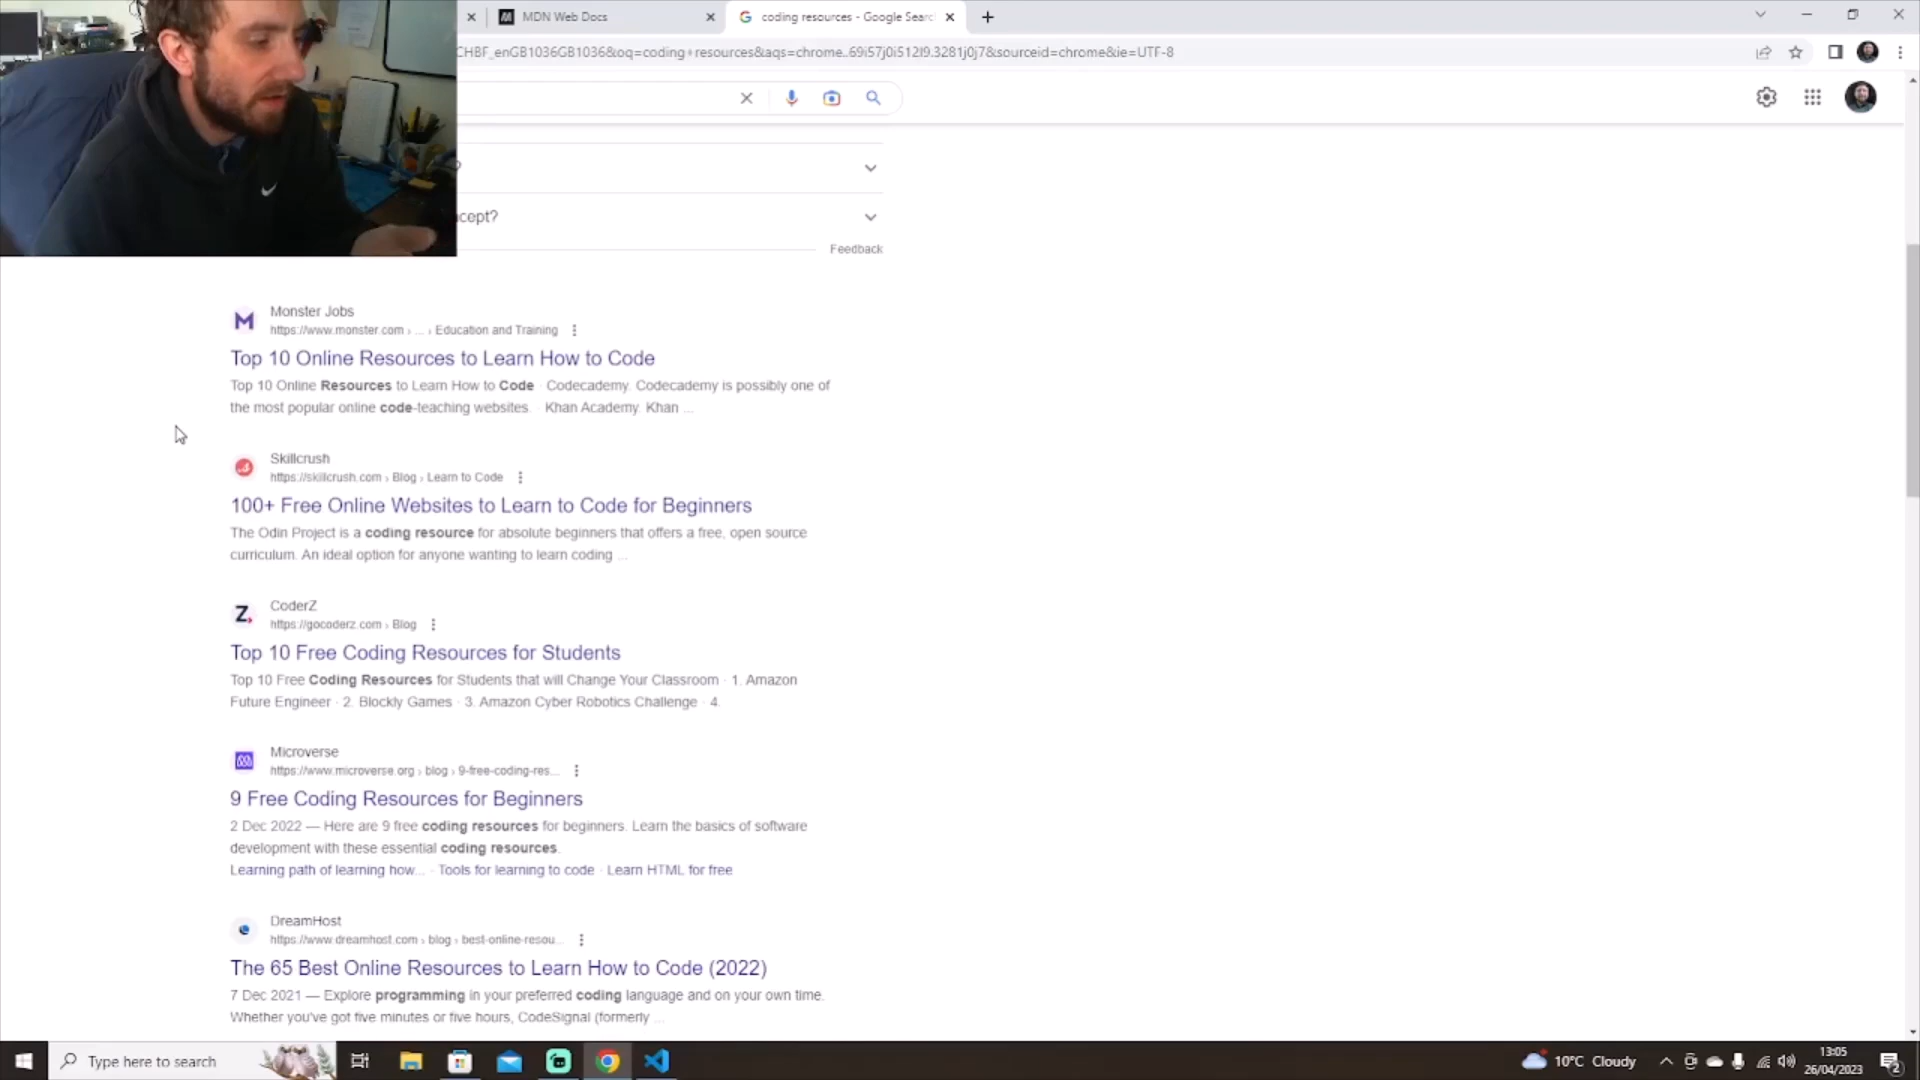 MDN Web Docs
coding resources - Google Searc
CHBF_enGB1036GB1036&oq=coding+resources&aqs=chrome..69i57j0i512l9.3281j0j7&sourceid=chrome&ie=UTF-8
?
cept?
Feedback
Monster Jobs
https://www.monster.com › ... › Education and Training
Top 10 Online Resources to Learn How to Code
Top 10 Online Resources to Learn How to Code · Codecademy. Codecademy is possibly one of
the most popular online code-teaching websites. · Khan Academy. Khan ...
Skillcrush
https://skillcrush.com › Blog › Learn to Code
100+ Free Online Websites to Learn to Code for Beginners
The Odin Project is a coding resource for absolute beginners that offers a free, open source
curriculum. An ideal option for anyone wanting to learn coding ...
CoderZ
https://gocoderz.com › Blog
Top 10 Free Coding Resources for Students
Top 10 Free Coding Resources for Students that will Change Your Classroom · 1. Amazon
Future Engineer · 2. Blockly Games · 3. Amazon Cyber Robotics Challenge · 4.
Microverse
https://www.microverse.org › blog › 9-free-coding-res...
9 Free Coding Resources for Beginners
2 Dec 2022 — Here are 9 free coding resources for beginners. Learn the basics of software
development with these essential coding resources.
Learning path of learning how... · Tools for learning to code · Learn HTML for free
DreamHost
https://www.dreamhost.com › blog › best-online-resou...
The 65 Best Online Resources to Learn How to Code (2022)
7 Dec 2021 — Explore programming in your preferred coding language and on your own time.
Whether you've got five minutes or five hours, CodeSignal (formerly ...
Type here to search
10°C Cloudy
13:05
26/04/2023
2